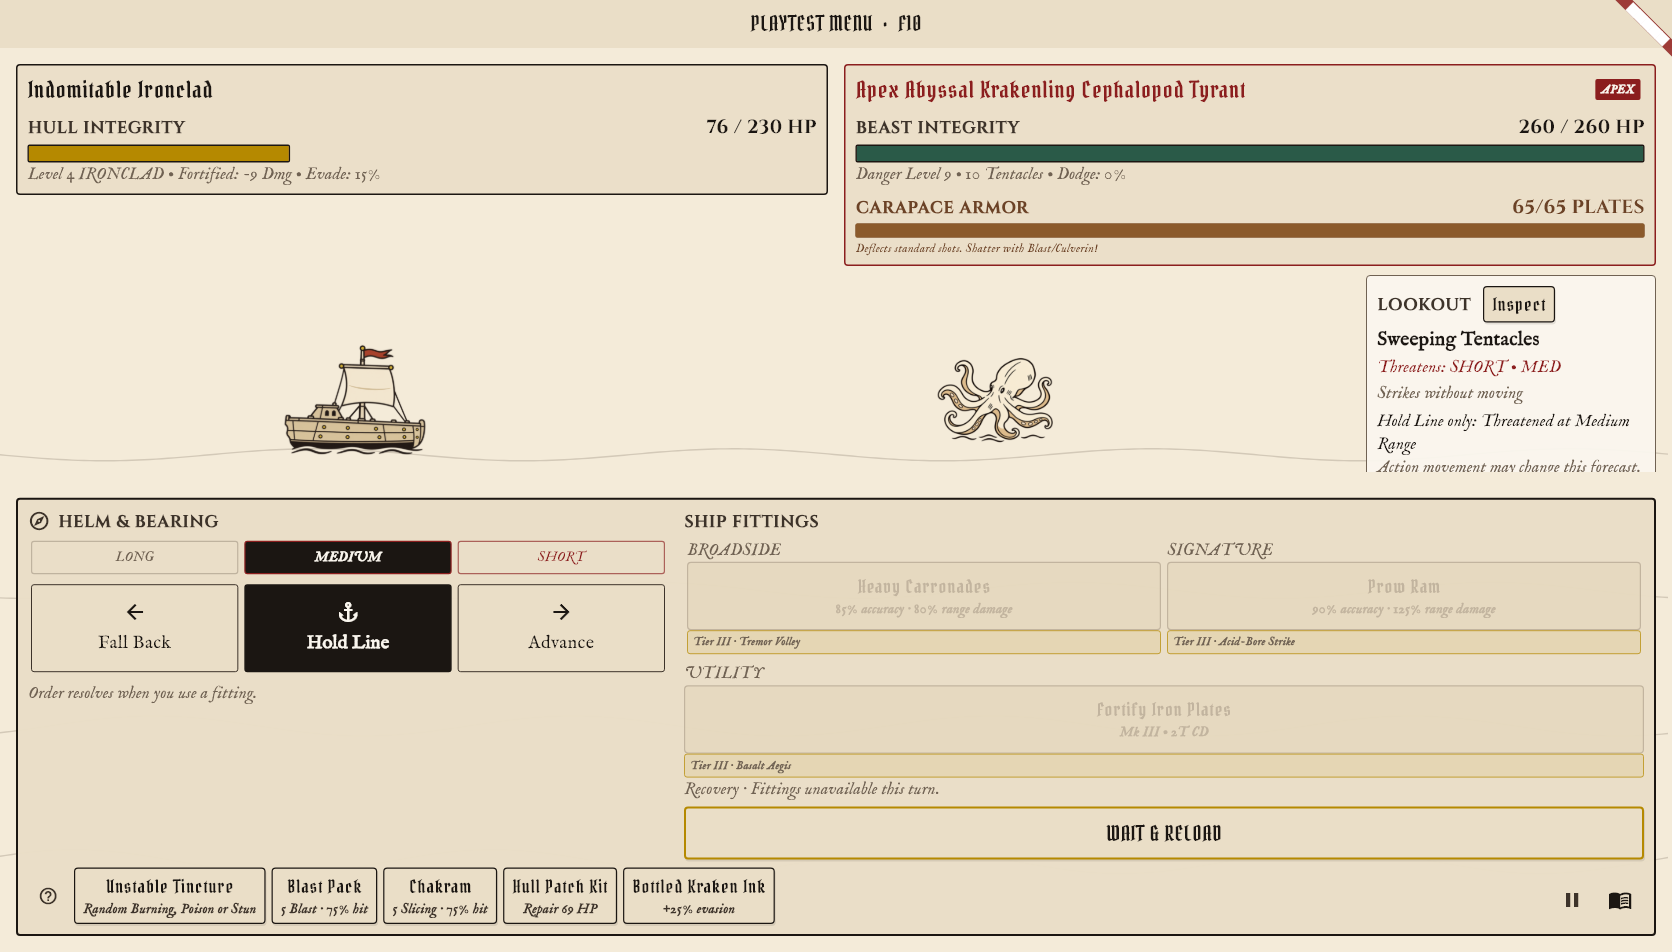 PLAYTEST MENU · F10
Indomitable Ironclad
HULL INTEGRITY 76 / 230 HP
Level 4 IRONCLAD • Fortified: -9 Dmg • Evade: 15%
Apex Abyssal Krakenling Cephalopod Tyrant APEX
BEAST INTEGRITY 260 / 260 HP
Danger Level 9 • 10 Tentacles • Dodge: 0%
CARAPACE ARMOR 65/65 PLATES
Deflects standard shots. Shatter with Blast/Culverin!
LOOKOUT Inspect
Sweeping Tentacles
Threatens: SHORT • MED
Strikes without moving
Hold Line only: Threatened at Medium
Range
Action movement may change this forecast.
HELM & BEARING
LONG MEDIUM SHORT
Fall Back Hold Line Advance
Order resolves when you use a fitting.
SHIP FITTINGS
BROADSIDE SIGNATURE
Heavy Carronades Prow Ram
85% accuracy · 80% range damage 90% accuracy · 125% range damage
Tier III · Tremor Volley Tier III · Acid-Bore Strike
UTILITY
Fortify Iron Plates
Mk III • 2T CD
Tier III · Basalt Aegis
Recovery · Fittings unavailable this turn.
WAIT & RELOAD
Unstable Tincture Blast Pack Chakram Hull Patch Kit Bottled Kraken Ink
Random Burning, Poison or Stun 5 Blast · 75% hit 5 Slicing · 75% hit Repair 69 HP +25% evasion